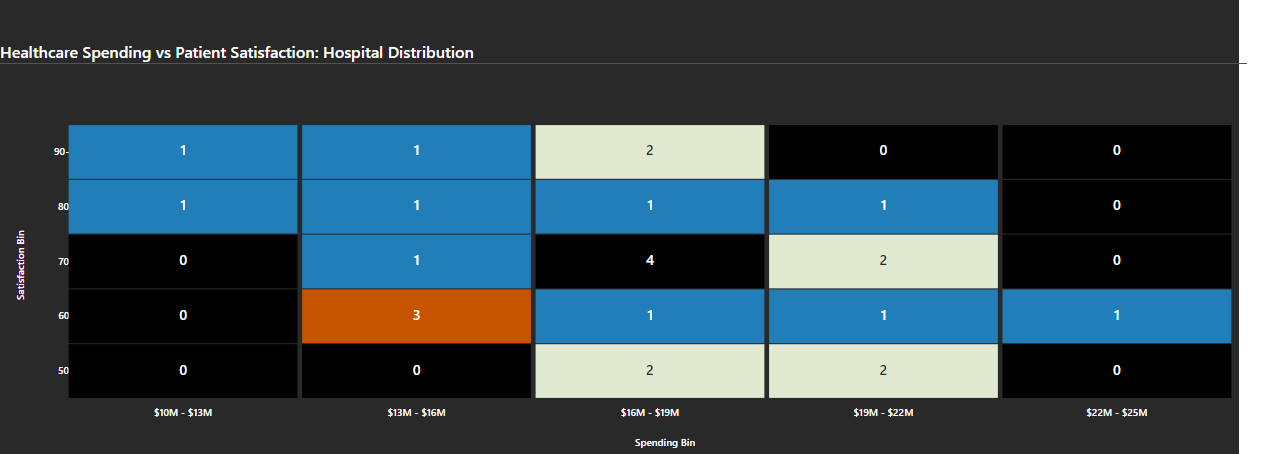 Healthcare Spending vs Patient Satisfaction: Hospital Distribution
90- 1 1 2 0 0
80 1 1 1 1 0
Satisfaction Bin
70 0 1 4 2 0
60 0 3 1 1 1
50 0 0 2 2 0
$10M - $13M $13M - $16M $16M - $19M $19M - $22M $22M - $25M
Spending Bin